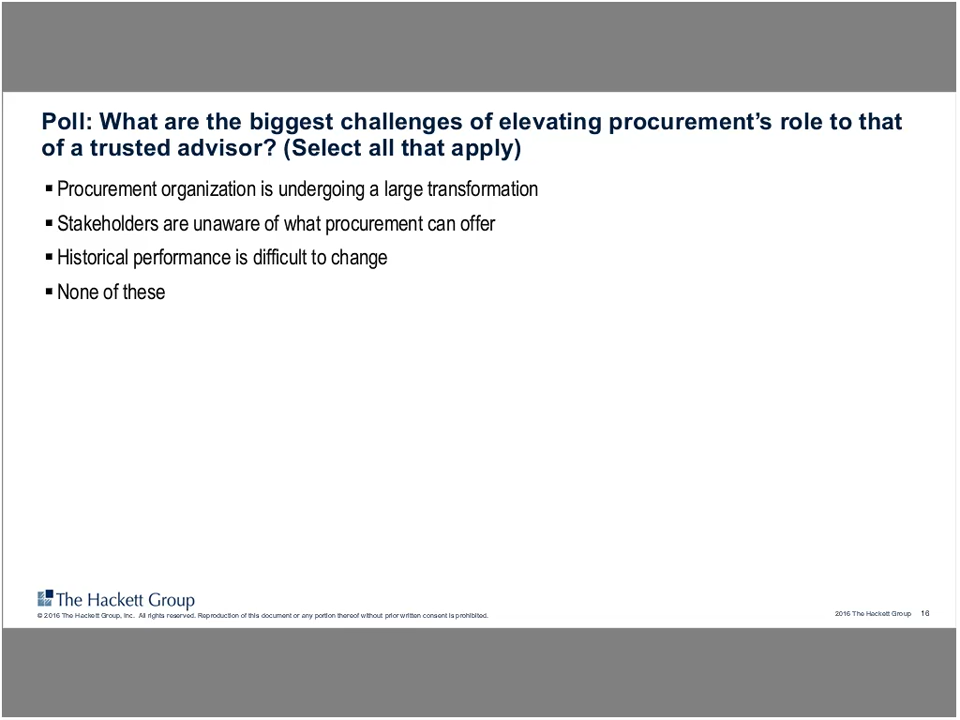 Poll: What are the biggest challenges of elevating procurement’s role to that
of a trusted advisor? (Select all that apply)
▪ Procurement organization is undergoing a large transformation
▪ Stakeholders are unaware of what procurement can offer
▪ Historical performance is difficult to change
▪ None of these
The Hackett Group
© 2016 The Hackett Group, Inc. All rights reserved. Reproduction of this document or any portion thereof without prior written consent is prohibited.
2016 The Hackett Group 16